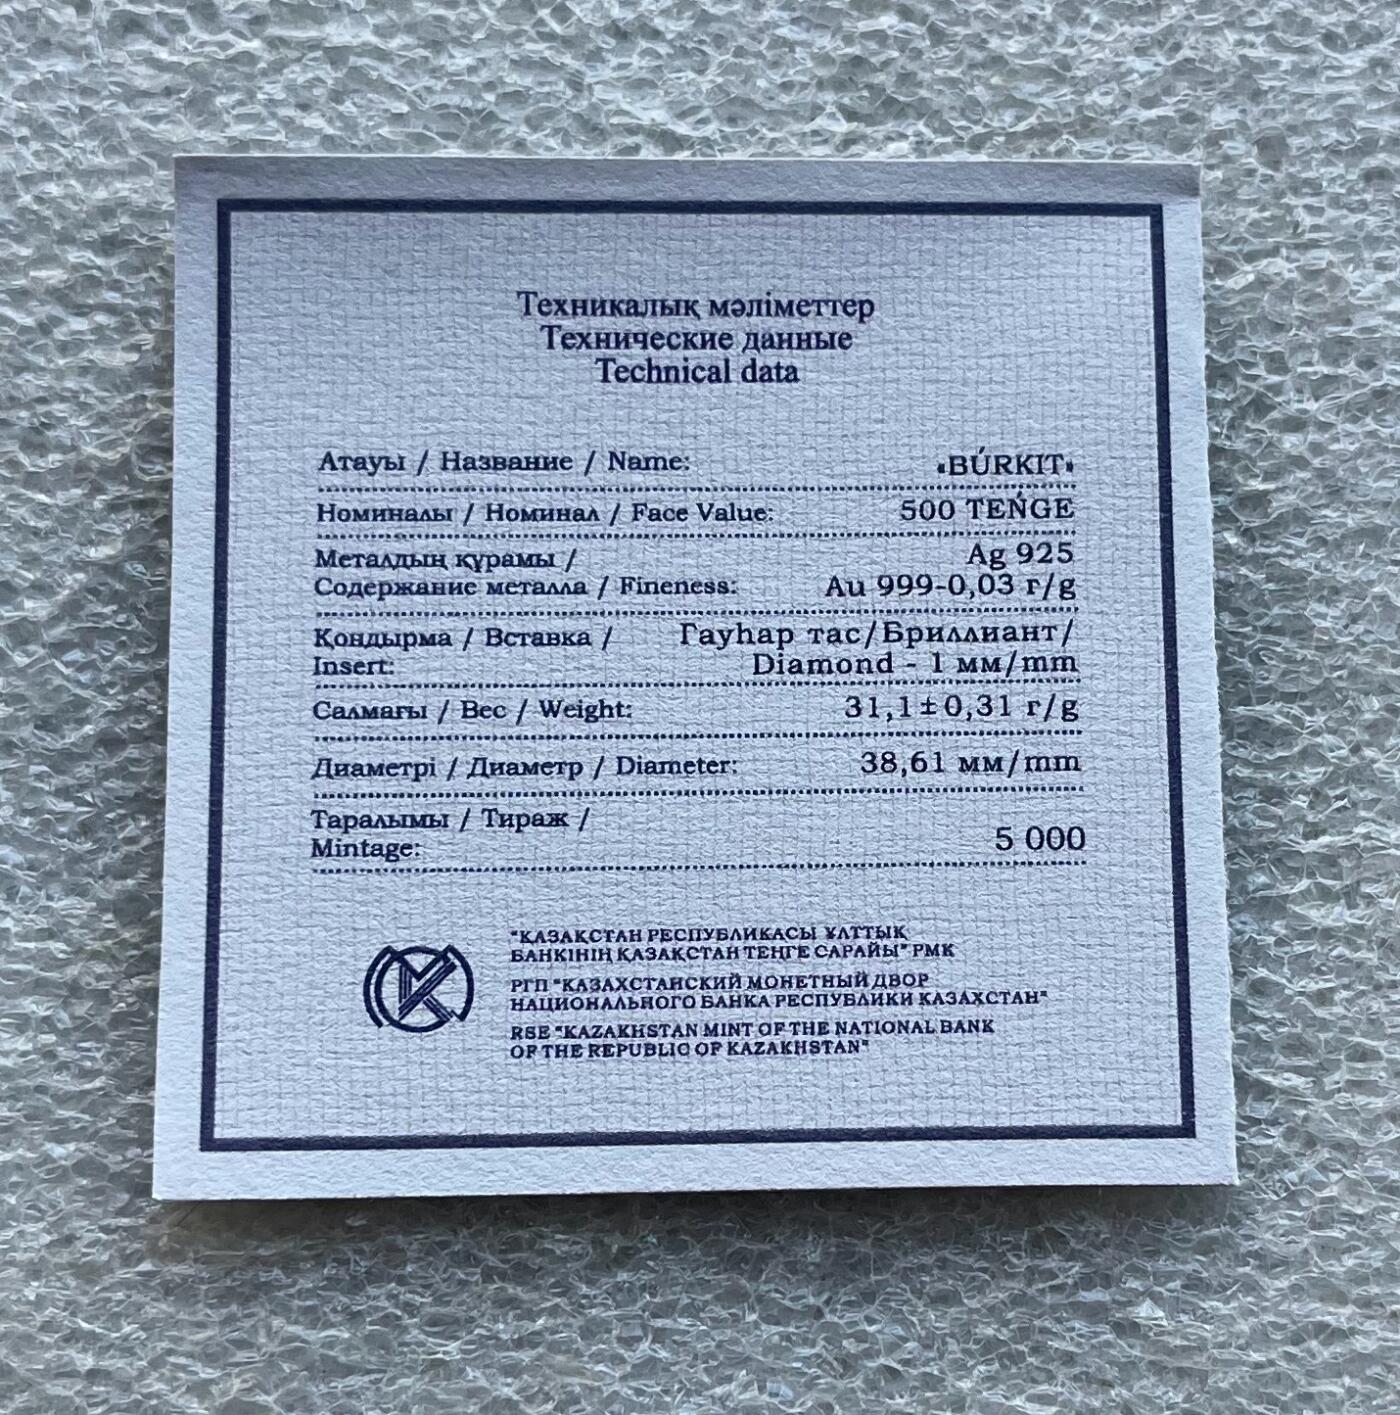 Техникалық мәліметтер
Технические данные
Technical data
Атауы / Название / Name: «BÚRKIT»
Номиналы / Номинал / Face Value: 500 TEŃGE
Металдың құрамы / Ag 925
Содержание металла / Fineness: Au 999-0,03 г/g
Қондырма / Вставка / Гауһар тас/Бриллиант/
Insert: Diamond - 1 мм/mm
Салмағы / Вес / Weight: 31,1±0,31 г/g
Диаметрі / Диаметр / Diameter: 38,61 мм/mm
Таралымы / Тираж /
Mintage: 5 000
"ҚАЗАҚСТАН РЕСПУБЛИКАСЫ ҰЛТТЫҚ
БАНКІНІҢ ҚАЗАҚСТАН ТЕҢГЕ САРАЙЫ" РМК
РГП "КАЗАХСТАНСКИЙ МОНЕТНЫЙ ДВОР
НАЦИОНАЛЬНОГО БАНКА РЕСПУБЛИКИ КАЗАХСТАН"
RSE "KAZAKHSTAN MINT OF THE NATIONAL BANK
OF THE REPUBLIC OF KAZAKHSTAN"